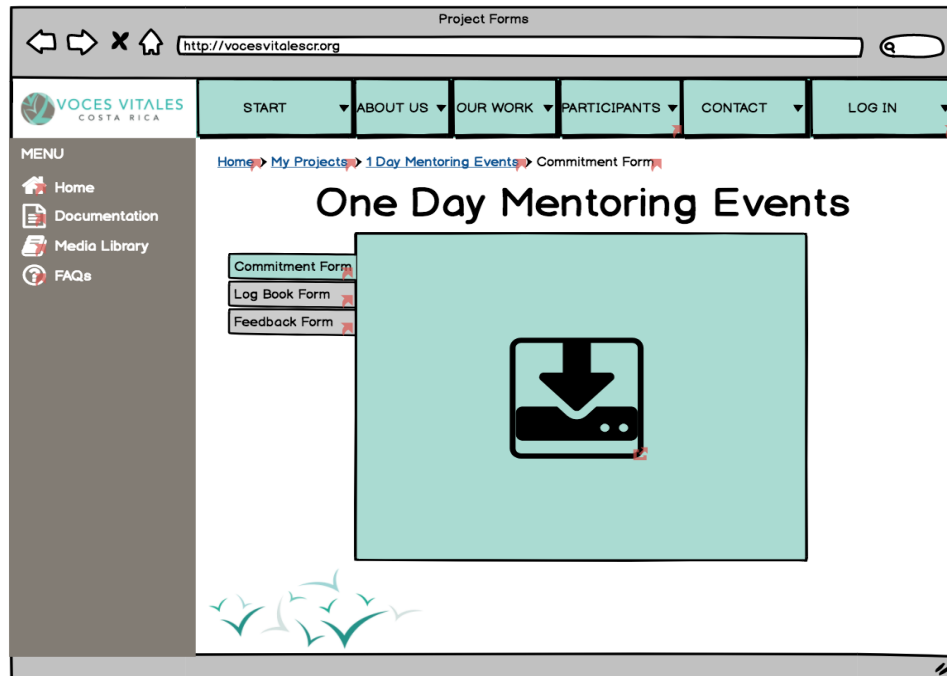 Project Forms
http://vocesvitalescr.org
VOCES VITALES
COSTA RICA
START
ABOUT US
OUR WORK
PARTICIPANTS
CONTACT
LOG IN
MENU
Home
Documentation
Media Library
FAQs
Home > My Projects > 1 Day Mentoring Events > Commitment Form
One Day Mentoring Events
Commitment Form
Log Book Form
Feedback Form